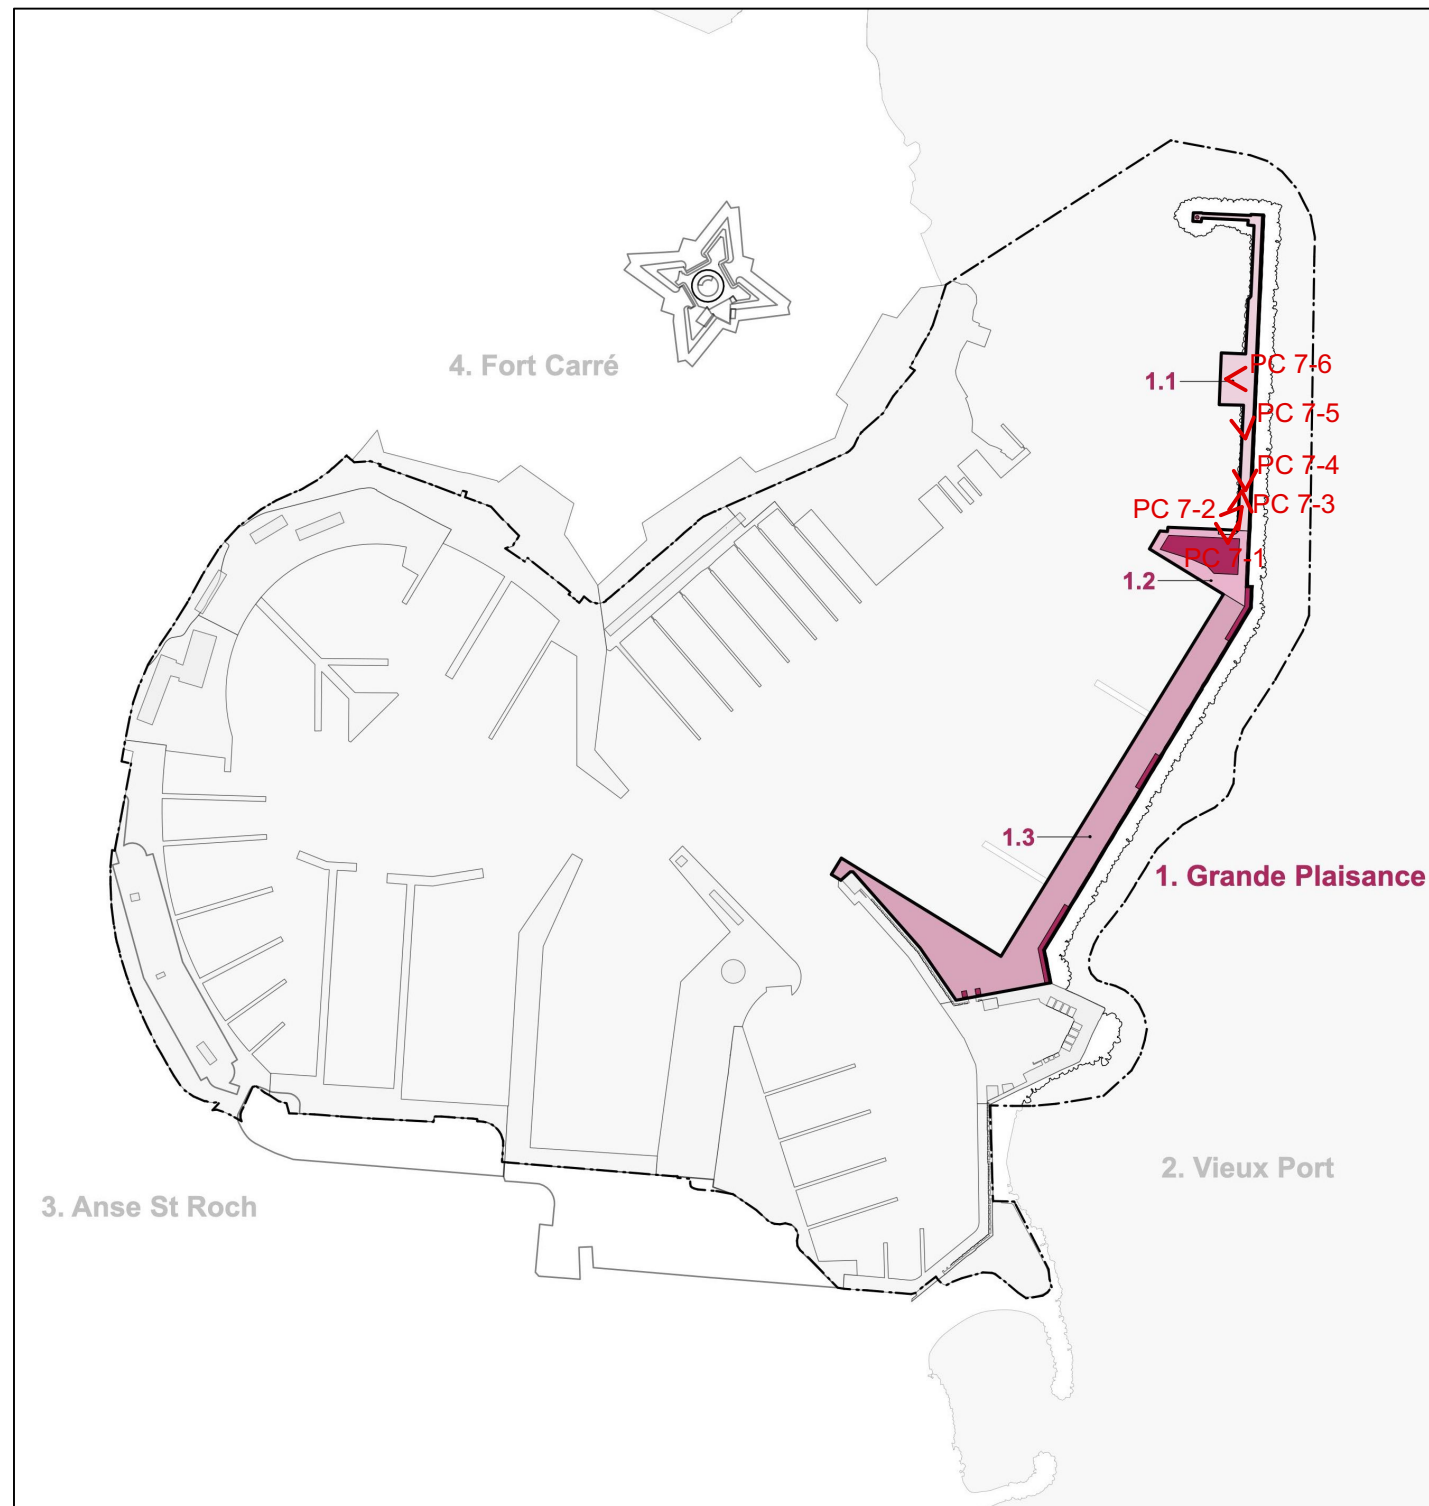 4. Fort Carré
1.1
PC 7-6
PC 7-5
PC 7-4
PC 7-2
PC 7-3
PC 7-1
1.2
1.3
1. Grande Plaisance
2. Vieux Port
3. Anse St Roch